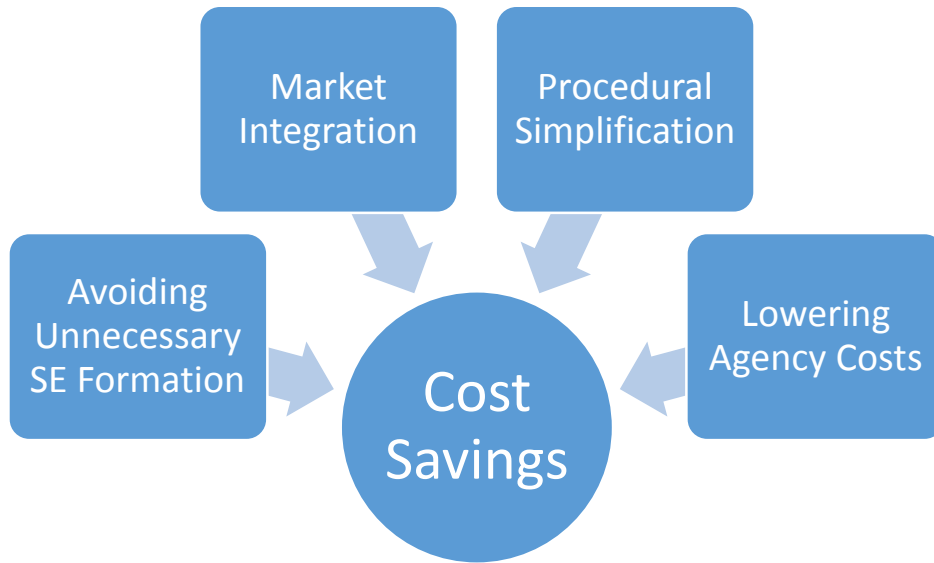 Market
Integration
Procedural
Simplification
Avoiding
Unnecessary
SE Formation
Lowering
Agency Costs
Cost
Savings